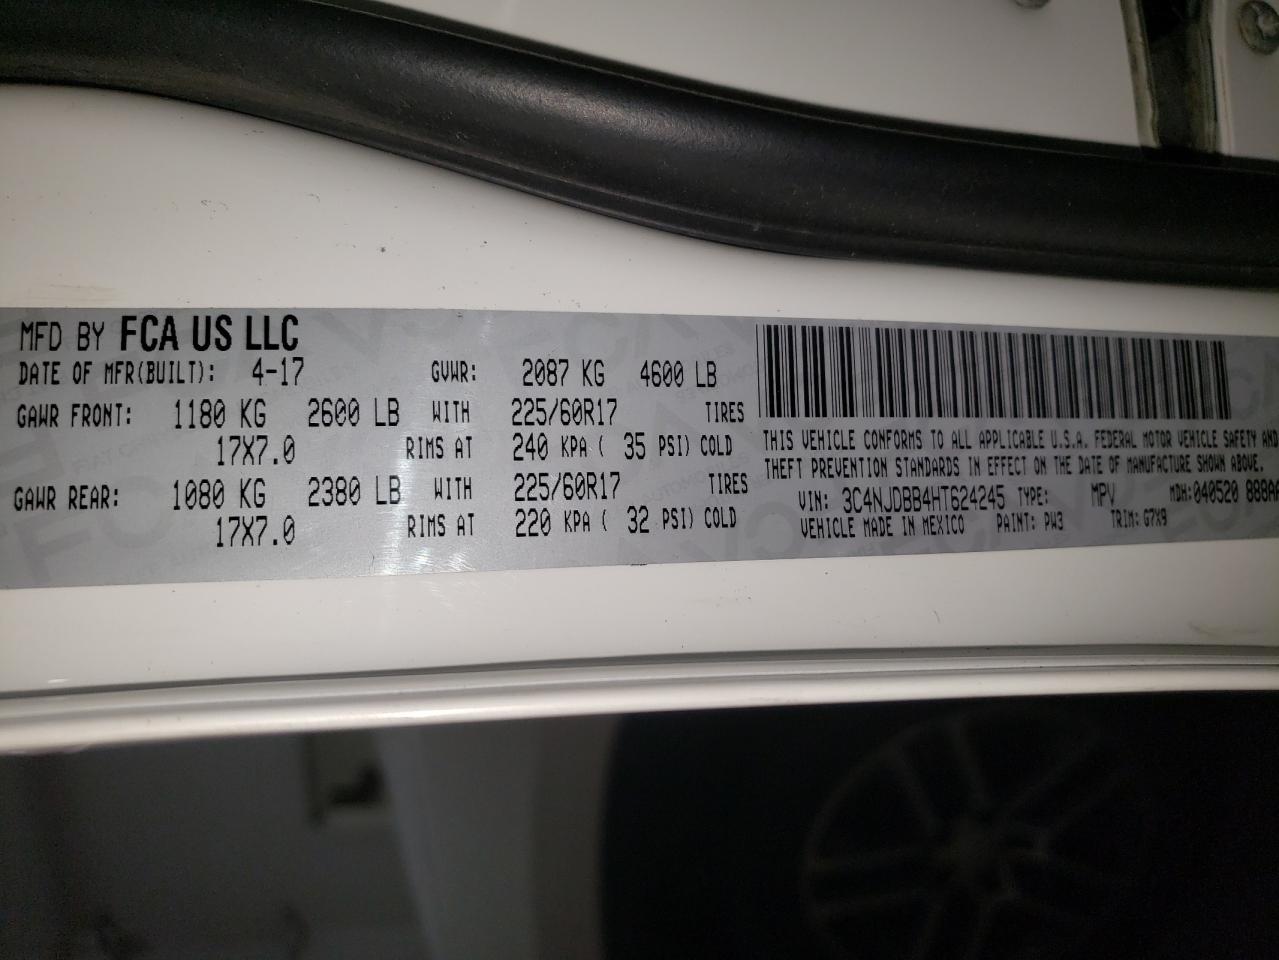 MFD BY FCA US LLC
DATE OF MFR(BUILT): 4-17 GVWR: 2087 KG 4600 LB
GAWR FRONT: 1180 KG 2600 LB WITH 225/60R17 TIRES
17X7.0 RIMS AT 240 KPA ( 35 PSI) COLD
GAWR REAR: 1080 KG 2380 LB WITH 225/60R17 TIRES
17X7.0 RIMS AT 220 KPA ( 32 PSI) COLD
THIS VEHICLE CONFORMS TO ALL APPLICABLE U.S.A. FEDERAL MOTOR VEHICLE SAFETY AND
THEFT PREVENTION STANDARDS IN EFFECT ON THE DATE OF MANUFACTURE SHOWN ABOVE.
VIN: 3C4NJDBB4HT624245 TYPE: MPV MDH: 040520
VEHICLE MADE IN MEXICO PAINT: PW3 TRIM: G7X9